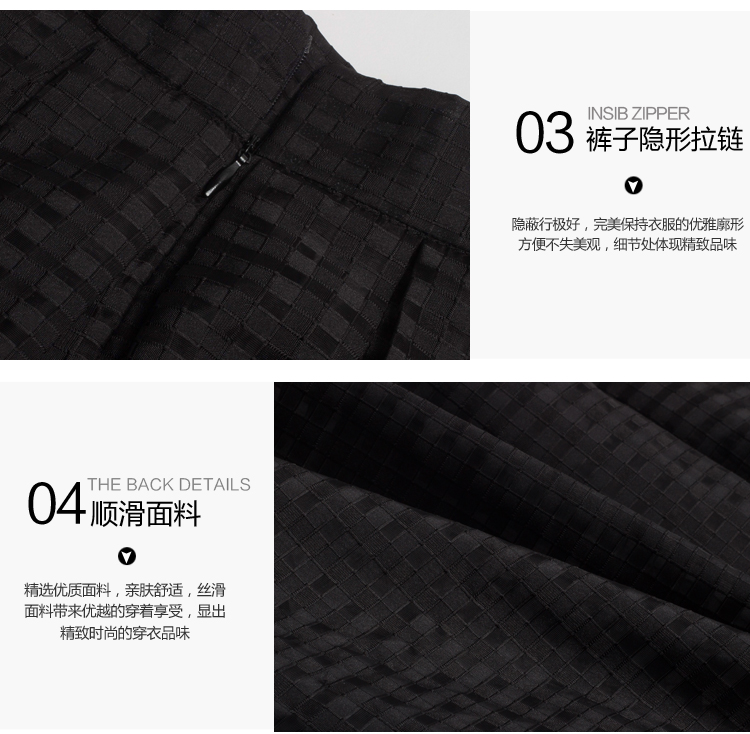 03
INSIB ZIPPER
裤子隐形拉链
隐蔽行极好，完美保持衣服的优雅廓形
方便不失美观，细节处体现精致品味
04
THE BACK DETAILS
顺滑面料
精选优质面料，亲肤舒适，丝滑
面料带来优越的穿着享受，显出
精致时尚的穿衣品味